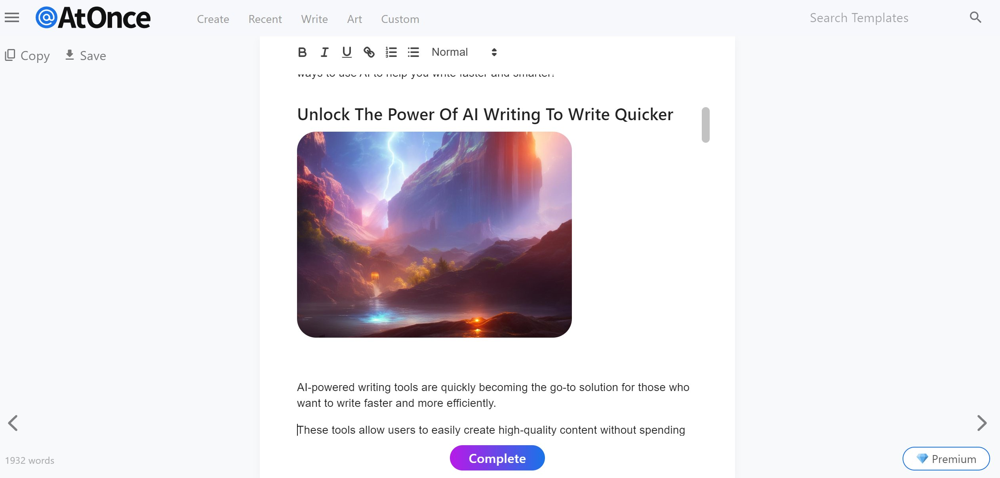 @AtOnce
Create Recent Write Art Custom
Search Templates
Copy Save
B I U Normal
ways to use AI to help you write faster and smarter!
Unlock The Power Of AI Writing To Write Quicker
AI-powered writing tools are quickly becoming the go-to solution for those who
want to write faster and more efficiently.
These tools allow users to easily create high-quality content without spending
Complete
1932 words
Premium